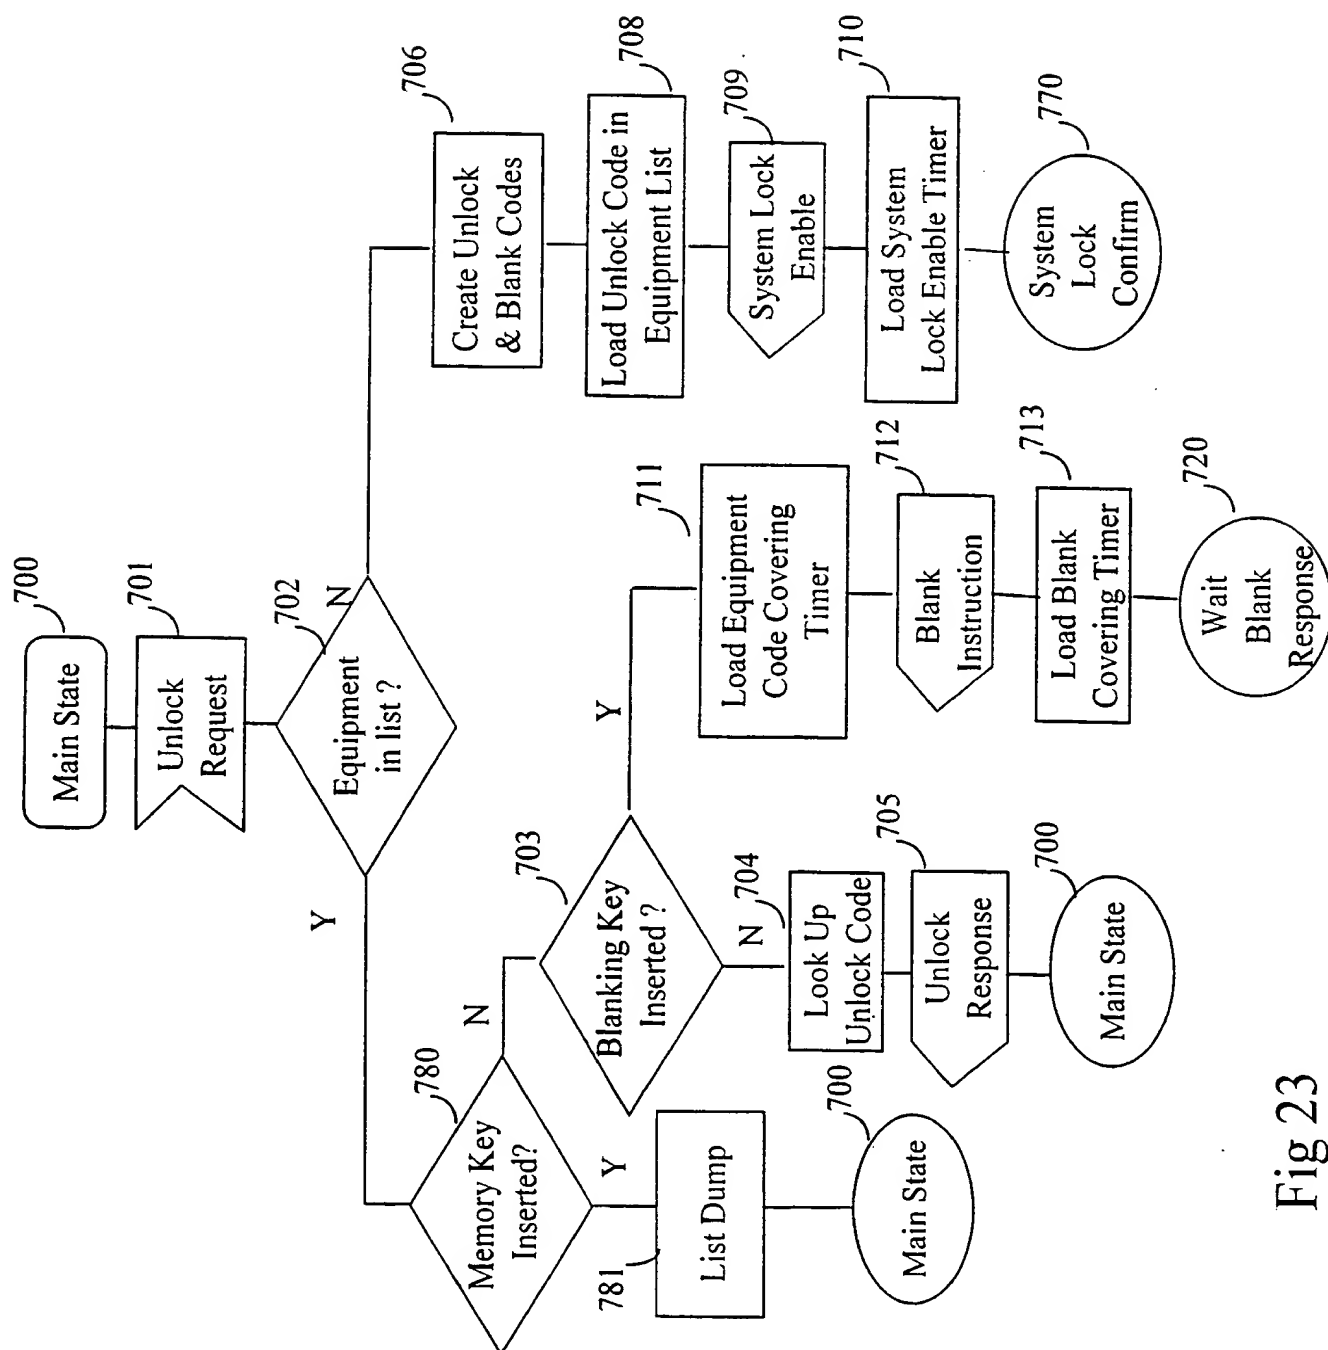 Main State
700
Unlock
Request
701
Equipment
in list ?
702
Y
N
Memory Key
Inserted?
780
Y
N
List Dump
781
Main State
700
Blanking Key
Inserted ?
703
N
Y
Look Up
Unlock Code
704
Unlock
Response
705
Main State
700
Load Equipment
Code Covering
Timer
711
Blank
Instruction
712
Load Blank
Covering Timer
713
Wait
Blank
Response
720
Create Unlock
& Blank Codes
706
Load Unlock Code in
Equipment List
708
System Lock
Enable
709
Load System
Lock Enable Timer
710
System
Lock
Confirm
770
Fig 23